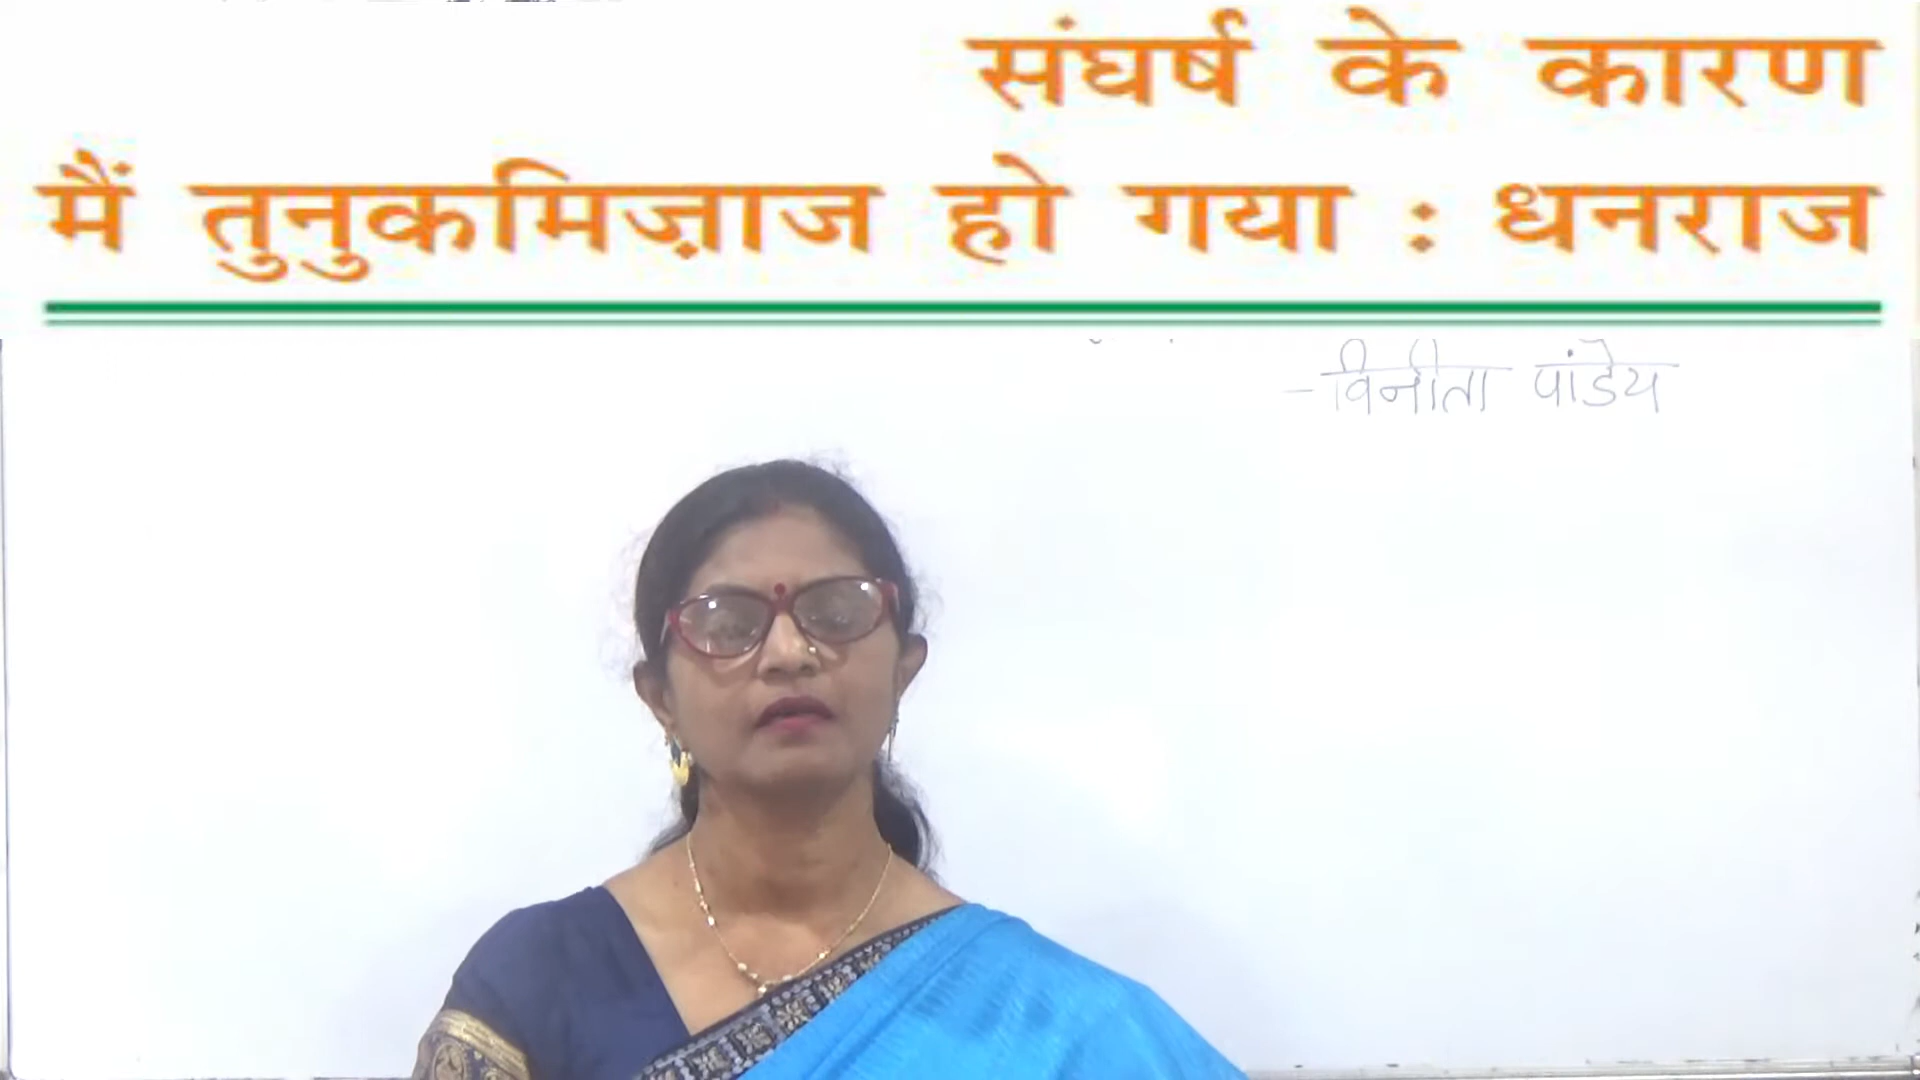 संघर्ष के कारण
मैं तुनुकमिज़ाज हो गया : धनराज
- विनीता पांडेय